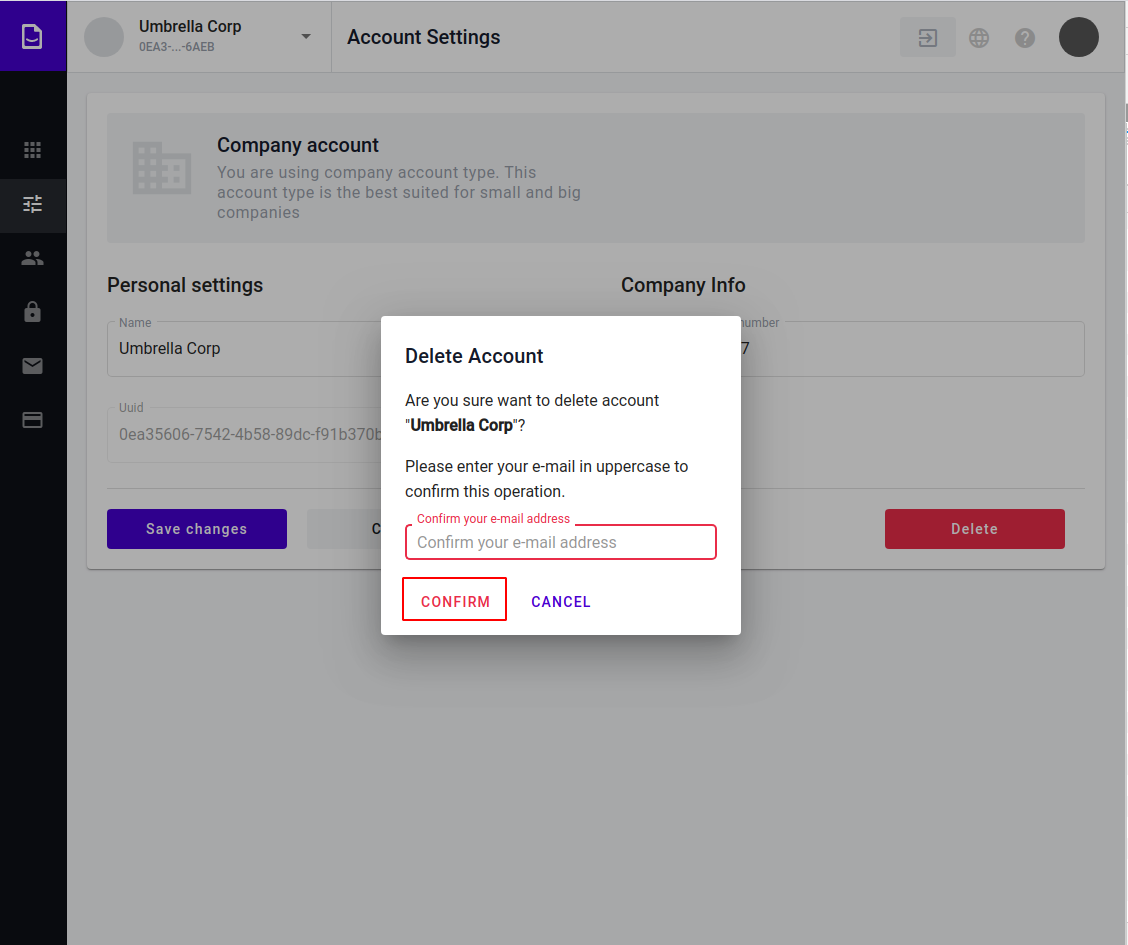 Umbrella Corp
0EA3-...-6AEB
Account Settings
Company account
You are using company account type. This
account type is the best suited for small and big
companies
Personal settings
Company Info
Name
Umbrella Corp
number
7
Uuid
0ea35606-7542-4b58-89dc-f91b370b
Save changes
C
Delete
Delete Account
Are you sure want to delete account
"Umbrella Corp"?
Please enter your e-mail in uppercase to
confirm this operation.
Confirm your e-mail address
Confirm your e-mail address
CONFIRM
CANCEL